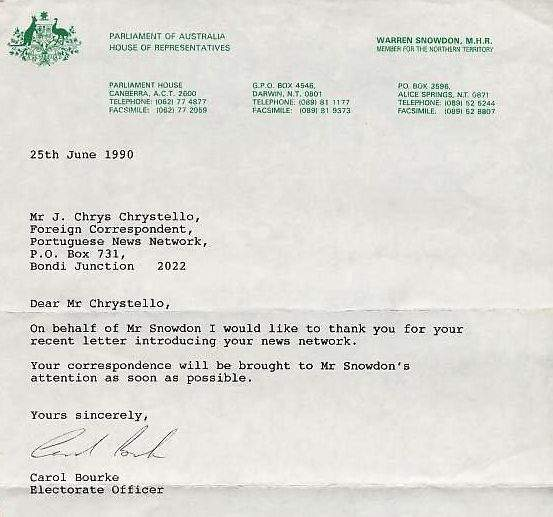 PARLIAMENT OF AUSTRALIA
HOUSE OF REPRESENTATIVES
WARREN SNOWDON, M.H.R.
MEMBER FOR THE NORTHERN TERRITORY
PARLIAMENT HOUSE
CANBERRA, A.C.T. 2600
TELEPHONE: (062) 77 4877
FACSIMILE: (062) 77 2059
G.P.O. BOX 4546,
DARWIN, N.T. 0801
TELEPHONE: (089) 81 1177
FACSIMILE: (089) 81 9373
P.O. BOX 3596,
ALICE SPRINGS, N.T. 0871
TELEPHONE: (089) 52 5244
FACSIMILE: (089) 52 8807
25th June 1990
Mr J. Chrys Chrystello,
Foreign Correspondent,
Portuguese News Network,
P.O. Box 731,
Bondi Junction 2022
Dear Mr Chrystello,
On behalf of Mr Snowdon I would like to thank you for your
recent letter introducing your news network.
Your correspondence will be brought to Mr Snowdon's
attention as soon as possible.
Yours sincerely,
Carol Bourke
Carol Bourke
Electorate Officer